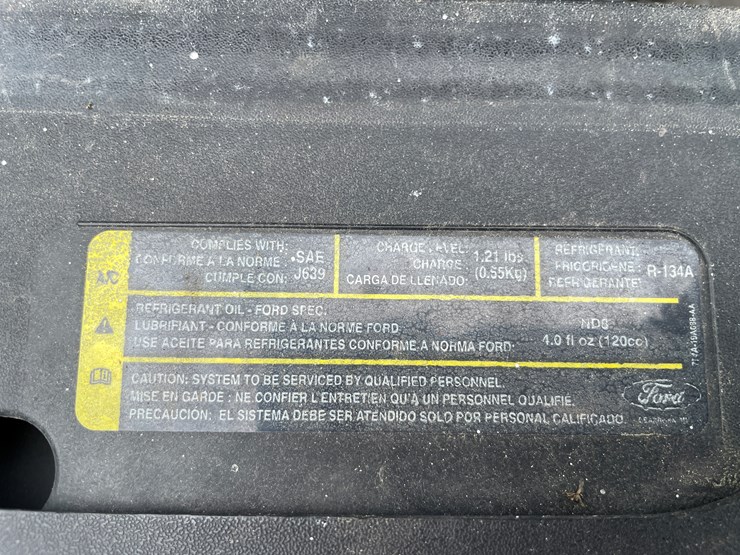 A/C
COMPLIES WITH:
CONFORME À LA NORME
CUMPLE CON:
•SAE
J639
CHARGE LEVEL:
CHARGE
CARGA DE LLENADO:
1.21 lbs
(0.55Kg)
REFRIGERANT:
FRIGORIGÈNE:
REFRIGERANTE:
R-134A
REFRIGERANT OIL - FORD SPEC.
LUBRIFIANT - CONFORME À LA NORME FORD
USE ACEITE PARA REFRIGERANTES CONFORME A NORMA FORD:
ND8
4.0 fl oz (120cc)
CAUTION: SYSTEM TO BE SERVICED BY QUALIFIED PERSONNEL
MISE EN GARDE : NE CONFIER L'ENTRETIEN QU'À UN PERSONNEL QUALIFIE.
PRECAUCIÓN: EL SISTEMA DEBE SER ATENDIDO SOLO POR PERSONAL CALIFICADO.
Ford